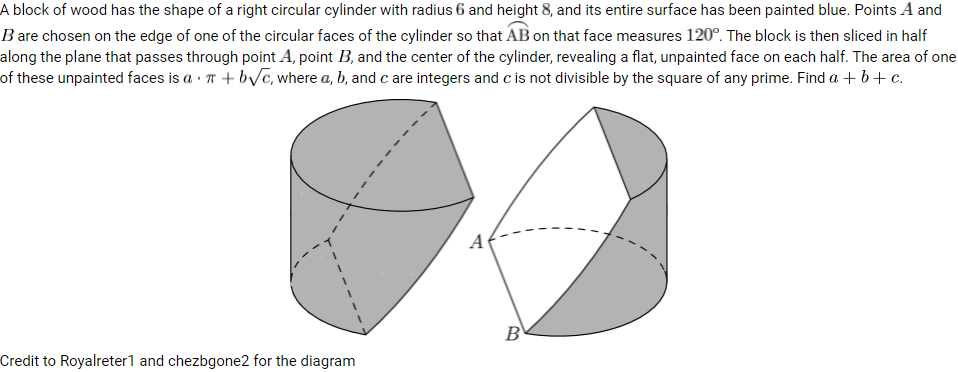 A block of wood has the shape of a right circular cylinder with radius 6 and height 8, and its entire surface has been painted blue. Points A and
B are chosen on the edge of one of the circular faces of the cylinder so that \overset{\frown}{AB} on that face measures 120°. The block is then sliced in half
along the plane that passes through point A, point B, and the center of the cylinder, revealing a flat, unpainted face on each half. The area of one
of these unpainted faces is a · π + b√c, where a, b, and c are integers and c is not divisible by the square of any prime. Find a + b + c.
A
B
Credit to Royalreter1 and chezbgone2 for the diagram